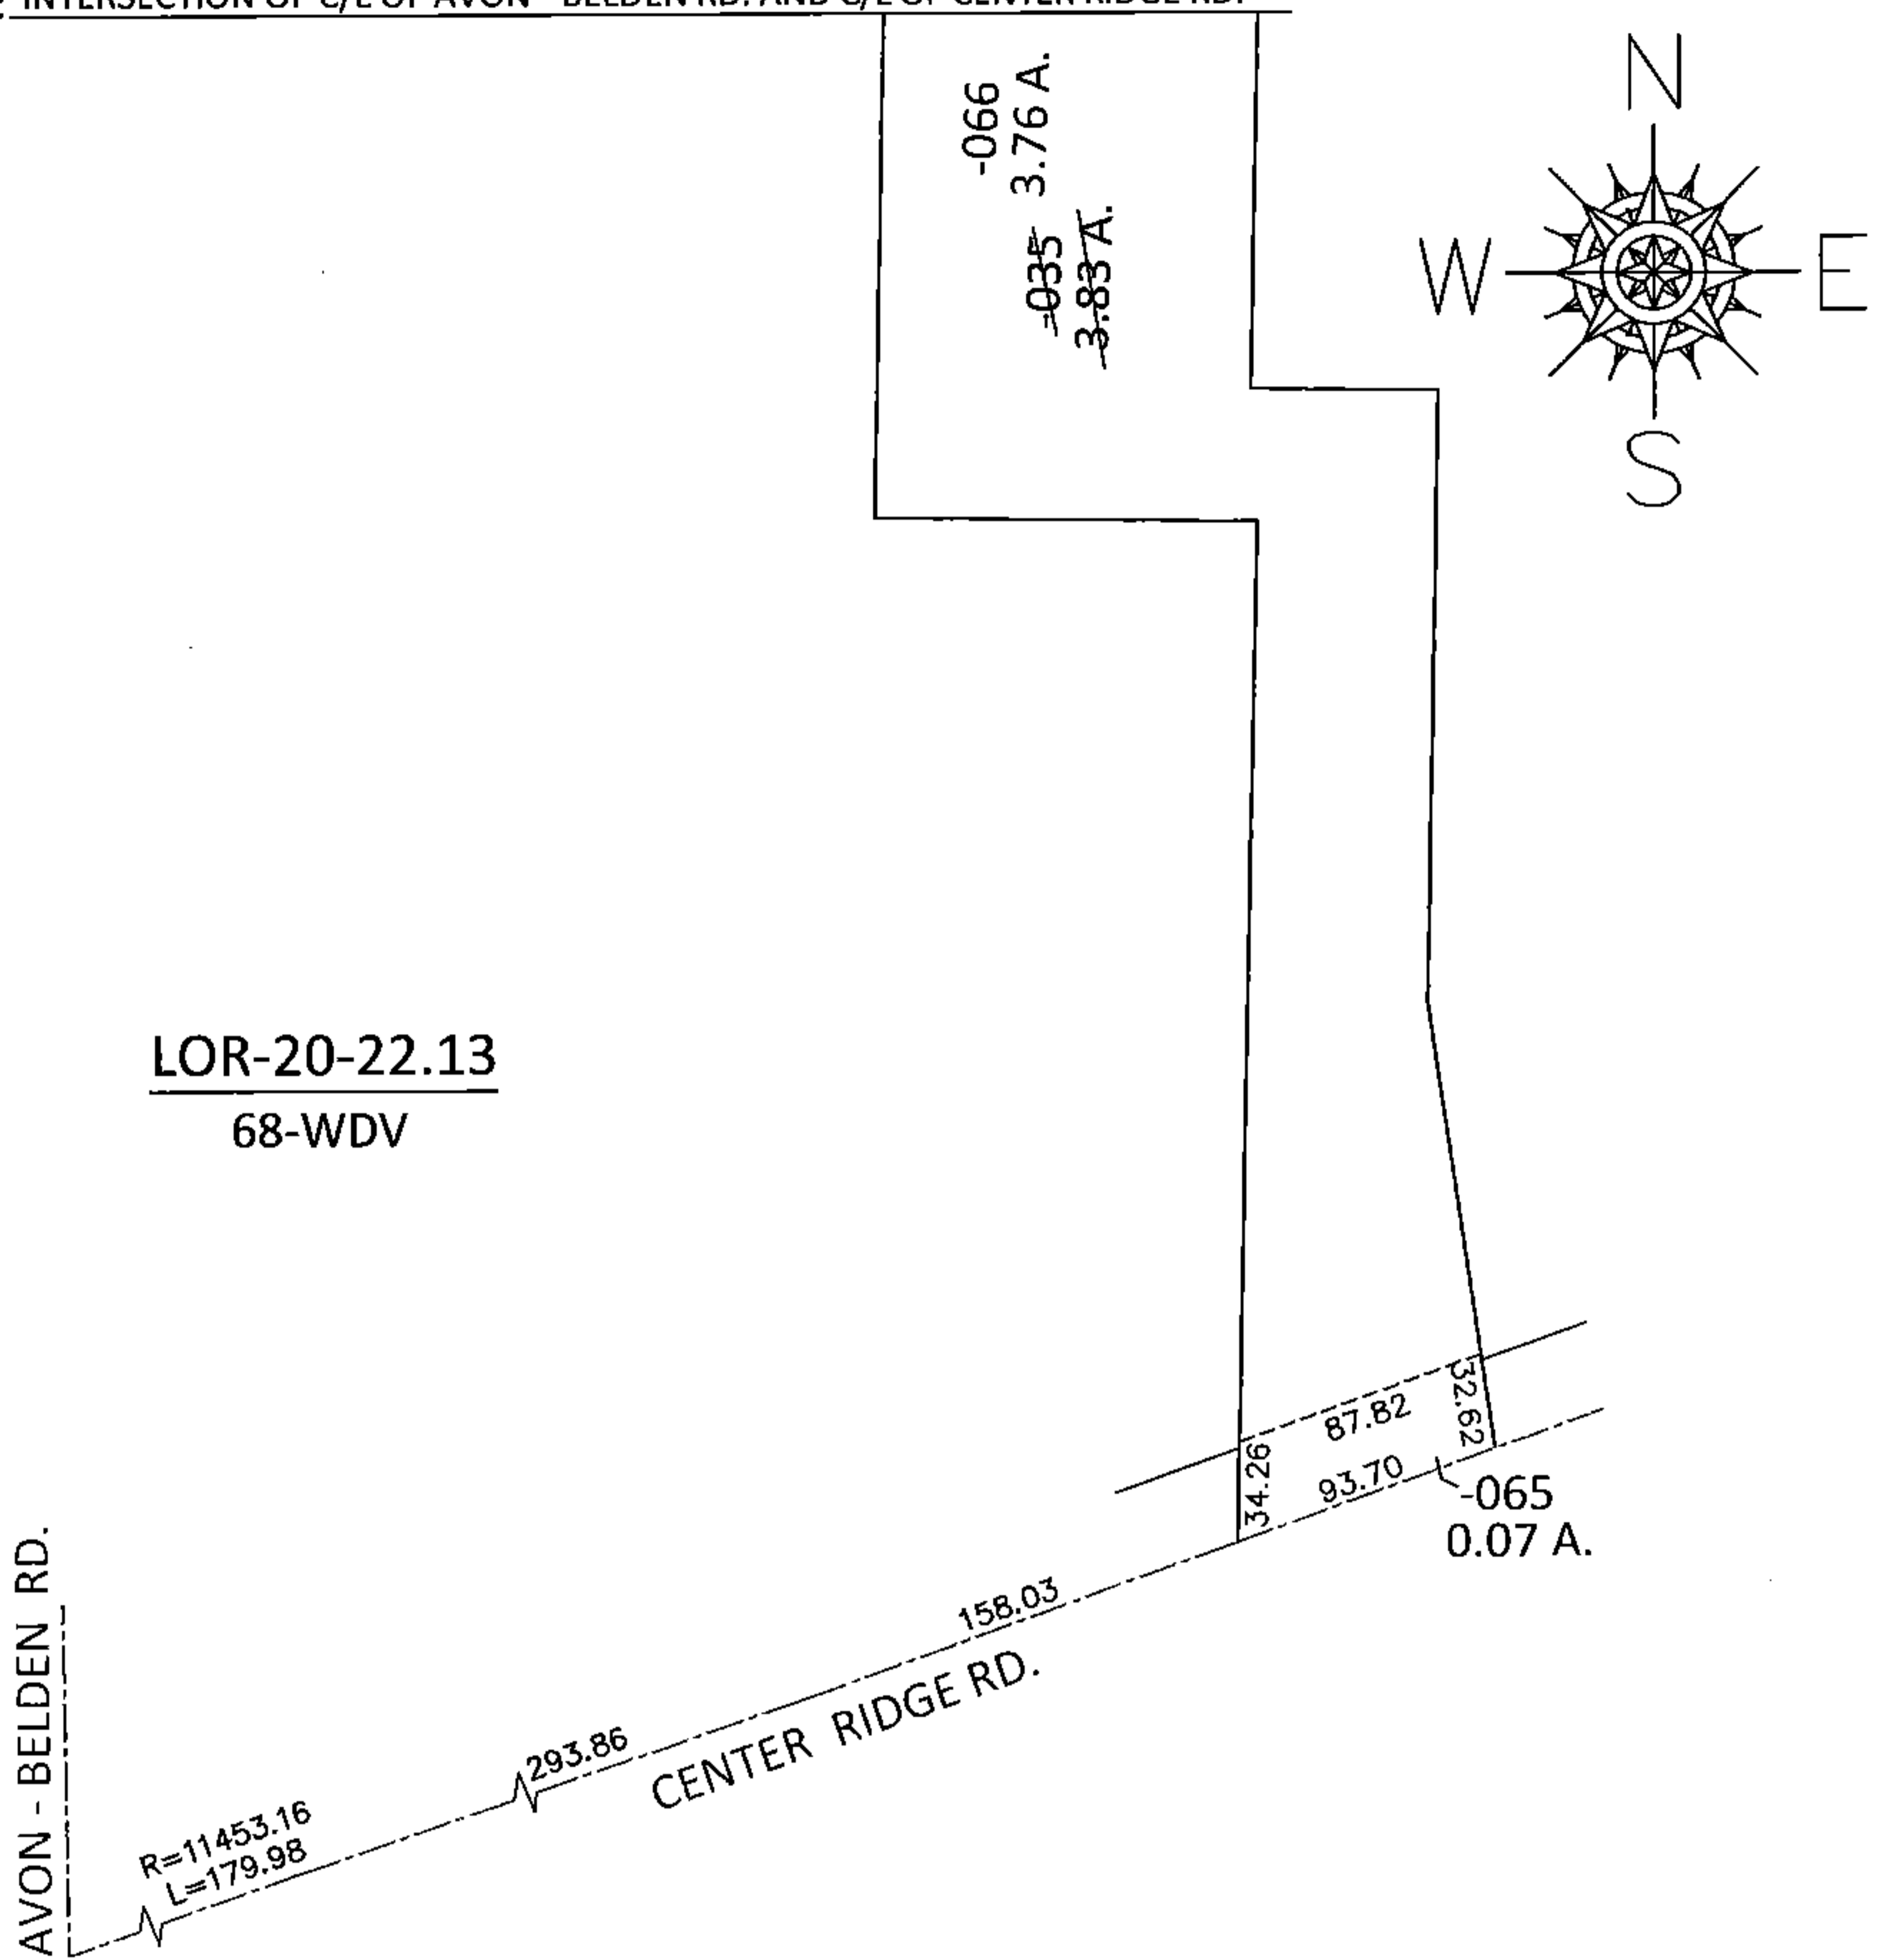 INTERSECTION OF C/L OF AVON - BELDEN RD. AND C/L OF CENTER RIDGE RD.
-066
3.76 A.
-035
3.83 A.
N
W
E
S
LOR-20-22.13
68-WDV
87.82
32.62
34.26
93.70
-065
0.07 A.
158.03
CENTER RIDGE RD.
293.86
R=11453.16
L=179.98
AVON - BELDEN RD.